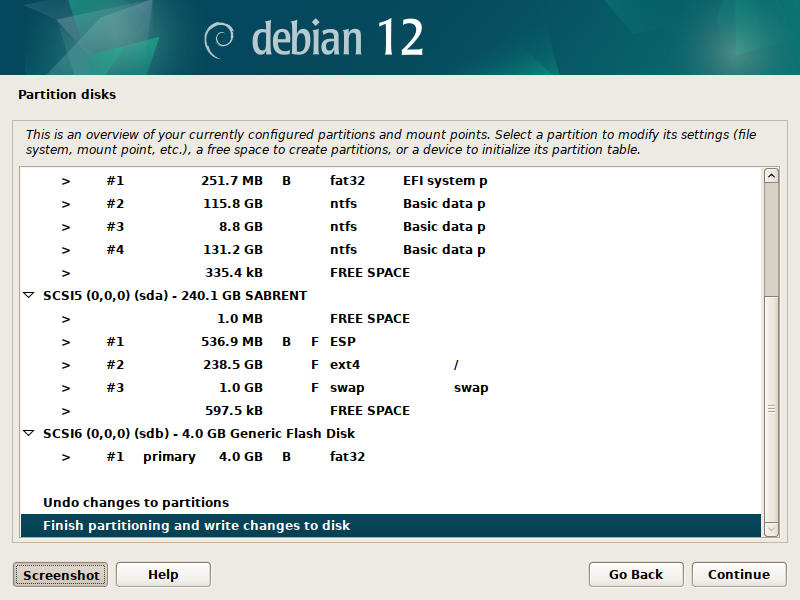 debian 12
Partition disks
This is an overview of your currently configured partitions and mount points. Select a partition to modify its settings (file
system, mount point, etc.), a free space to create partitions, or a device to initialize its partition table.
> #1 251.7 MB B fat32 EFI system p
> #2 115.8 GB ntfs Basic data p
> #3 8.8 GB ntfs Basic data p
> #4 131.2 GB ntfs Basic data p
> 335.4 kB FREE SPACE
SCSI5 (0,0,0) (sda) - 240.1 GB SABRENT
> 1.0 MB FREE SPACE
> #1 536.9 MB B F ESP
> #2 238.5 GB F ext4 /
> #3 1.0 GB F swap swap
> 597.5 kB FREE SPACE
SCSI6 (0,0,0) (sdb) - 4.0 GB Generic Flash Disk
> #1 primary 4.0 GB B fat32
Undo changes to partitions
Finish partitioning and write changes to disk
Screenshot Help Go Back Continue